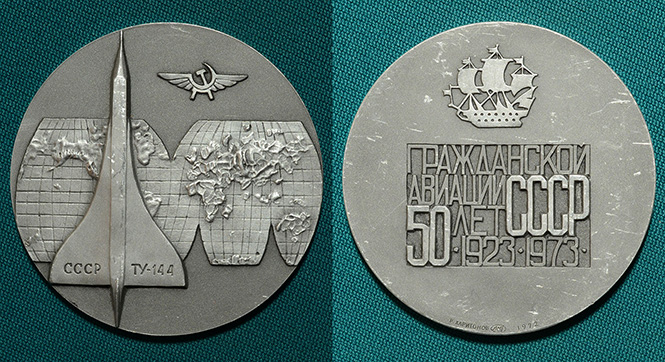 СССР ТУ-144
ГРАЖДАНСКОЙ
АВИАЦИИ СССР
50 ЛЕТ
·1923·1973·